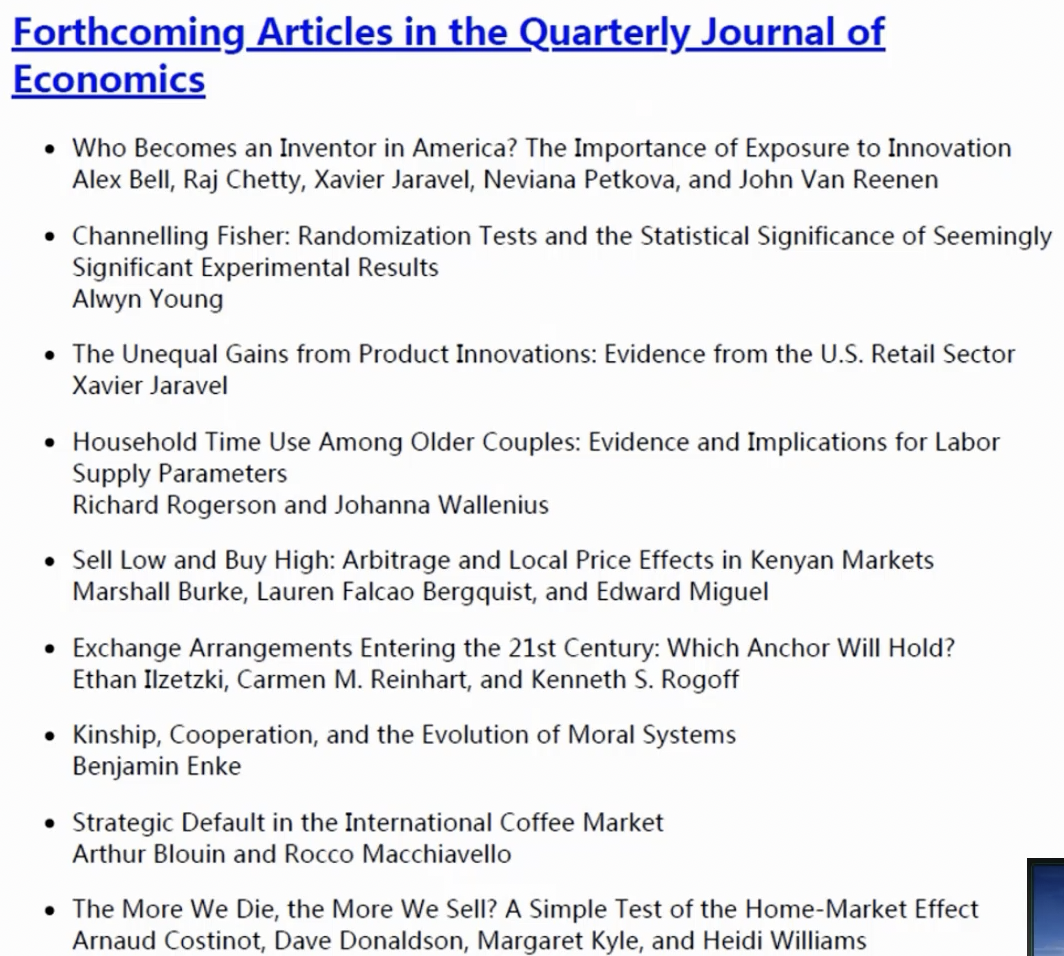 Forthcoming Articles in the Quarterly Journal of
Economics
• Who Becomes an Inventor in America? The Importance of Exposure to Innovation
Alex Bell, Raj Chetty, Xavier Jaravel, Neviana Petkova, and John Van Reenen
• Channelling Fisher: Randomization Tests and the Statistical Significance of Seemingly
Significant Experimental Results
Alwyn Young
• The Unequal Gains from Product Innovations: Evidence from the U.S. Retail Sector
Xavier Jaravel
• Household Time Use Among Older Couples: Evidence and Implications for Labor
Supply Parameters
Richard Rogerson and Johanna Wallenius
• Sell Low and Buy High: Arbitrage and Local Price Effects in Kenyan Markets
Marshall Burke, Lauren Falcao Bergquist, and Edward Miguel
• Exchange Arrangements Entering the 21st Century: Which Anchor Will Hold?
Ethan Ilzetzki, Carmen M. Reinhart, and Kenneth S. Rogoff
• Kinship, Cooperation, and the Evolution of Moral Systems
Benjamin Enke
• Strategic Default in the International Coffee Market
Arthur Blouin and Rocco Macchiavello
• The More We Die, the More We Sell? A Simple Test of the Home-Market Effect
Arnaud Costinot, Dave Donaldson, Margaret Kyle, and Heidi Williams